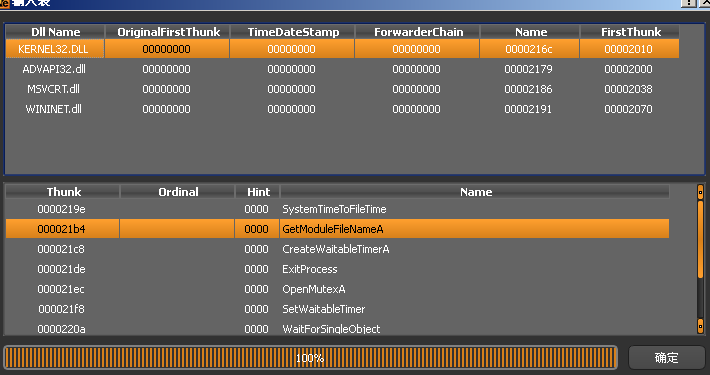 输入表
Dll Name OriginalFirstThunk TimeDateStamp ForwarderChain Name FirstThunk
KERNEL32.DLL 00000000 00000000 00000000 0000216c 00002010
ADVAPI32.dll 00000000 00000000 00000000 00002179 00002000
MSVCRT.dll 00000000 00000000 00000000 00002186 00002038
WININET.dll 00000000 00000000 00000000 00002191 00002070
Thunk Ordinal Hint Name
0000219e 0000 SystemTimeToFileTime
000021b4 0000 GetModuleFileNameA
000021c8 0000 CreateWaitableTimerA
000021de 0000 ExitProcess
000021ec 0000 OpenMutexA
000021f8 0000 SetWaitableTimer
0000220a 0000 WaitForSingleObject
100% 确定